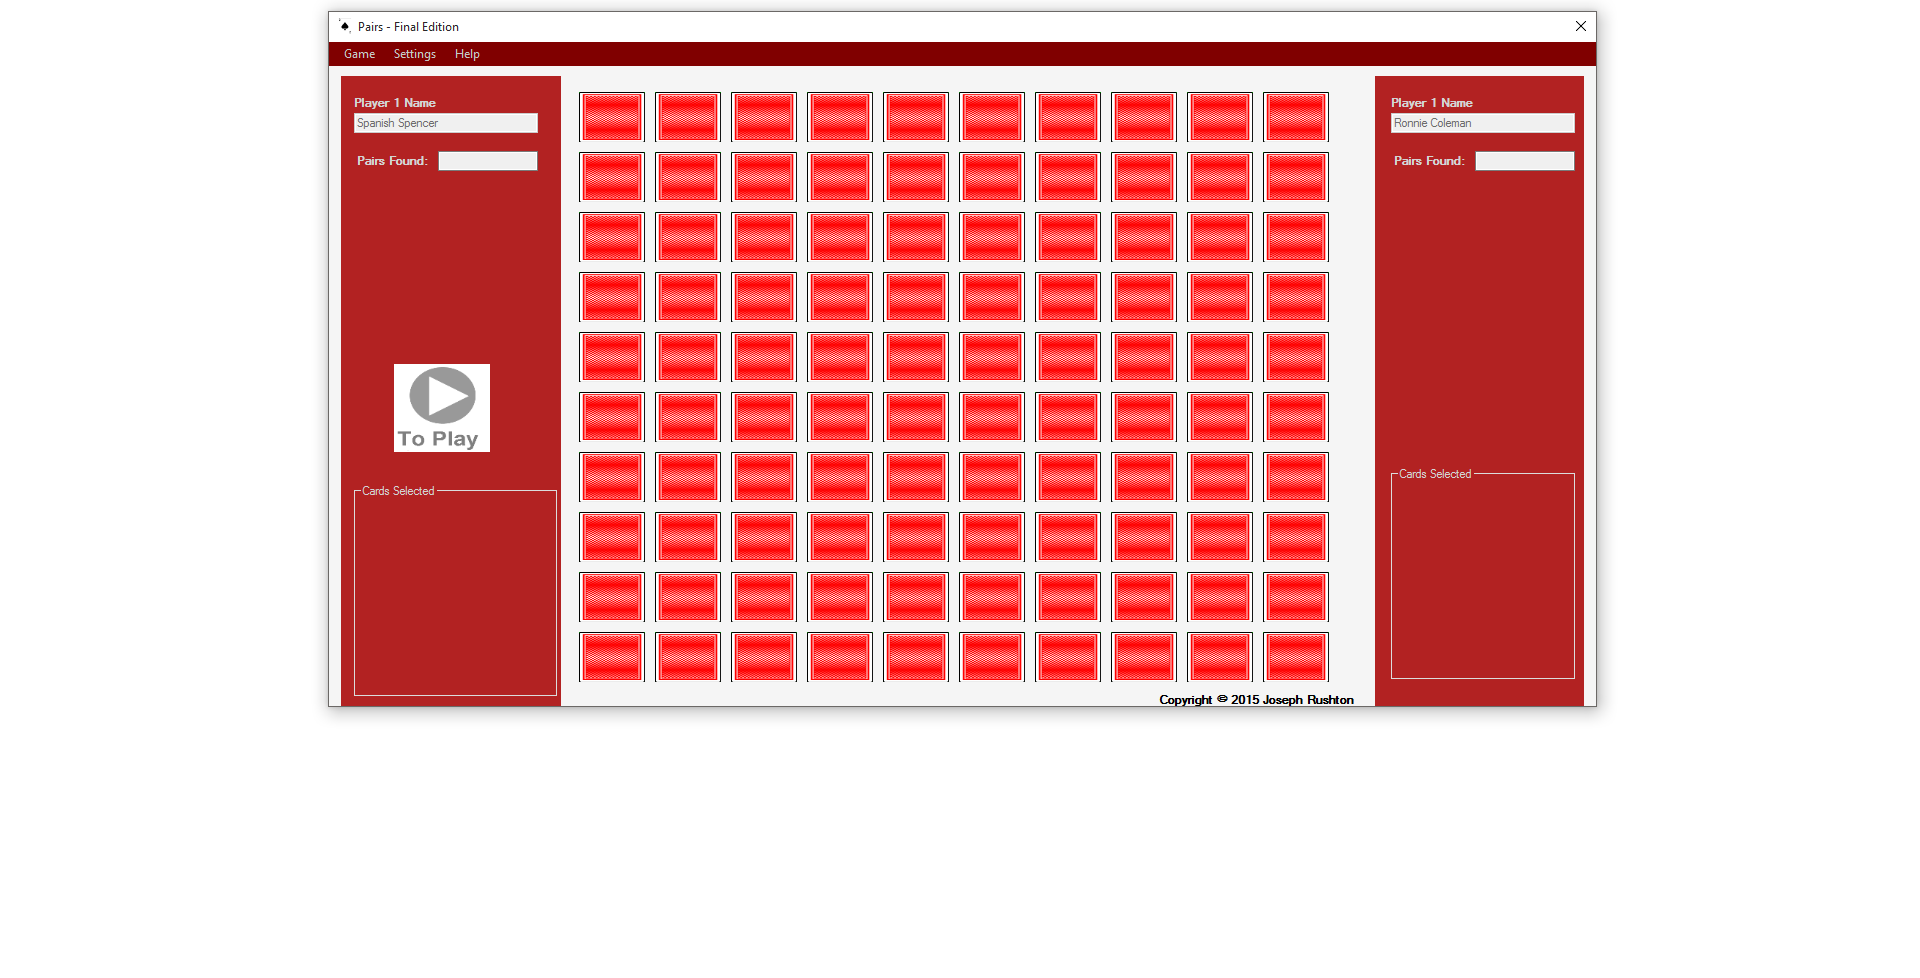 Pairs - Final Edition
Game Settings Help
Player 1 Name
Spanish Spencer
Pairs Found:
To Play
Cards Selected
Player 1 Name
Ronnie Coleman
Pairs Found:
Cards Selected
Copyright © 2015 Joseph Rushton